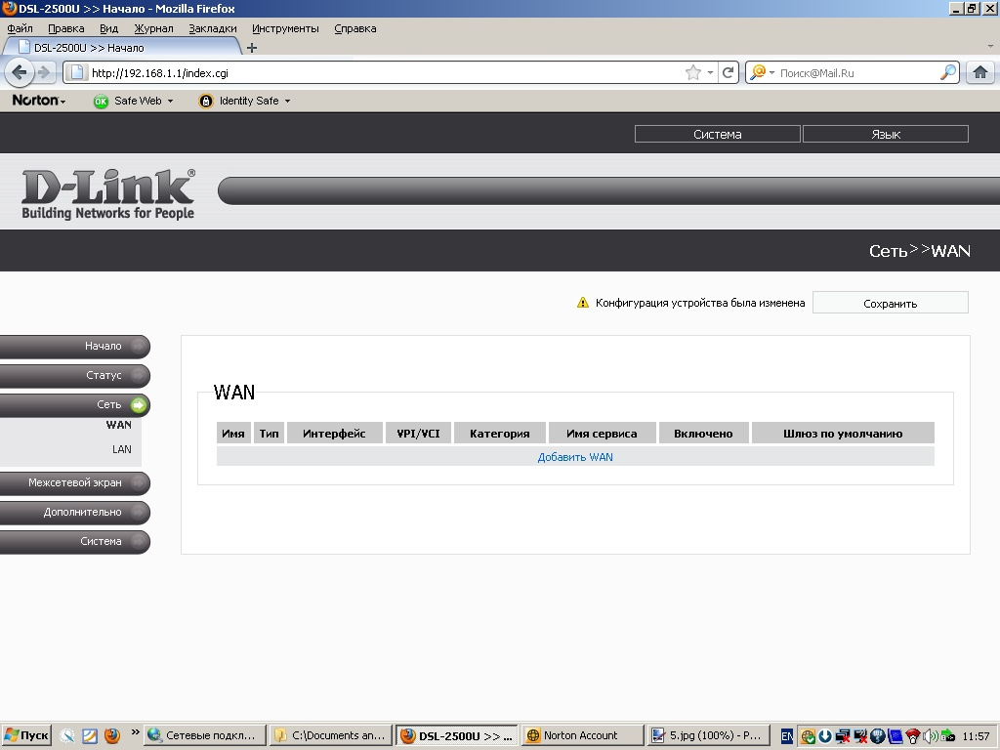 DSL-2500U >> Начало - Mozilla Firefox
Файл Правка Вид Журнал Закладки Инструменты Справка
DSL-2500U >> Начало
http://192.168.1.1/index.cgi
Поиск@Mail.Ru
Norton
OK Safe Web
Identity Safe
Система
Язык
D-Link®
Building Networks for People
Сеть>>WAN
Конфигурация устройства была изменена
Сохранить
Начало
Статус
Сеть
WAN
LAN
Межсетевой экран
Дополнительно
Система
WAN
Имя Тип Интерфейс VPI/VCI Категория Имя сервиса Включено Шлюз по умолчанию
Добавить WAN
Пуск
»
Сетевые подкл...
C:\Documents an...
DSL-2500U >> ...
Norton Account
5.jpg (100%) - P...
EN
11:57